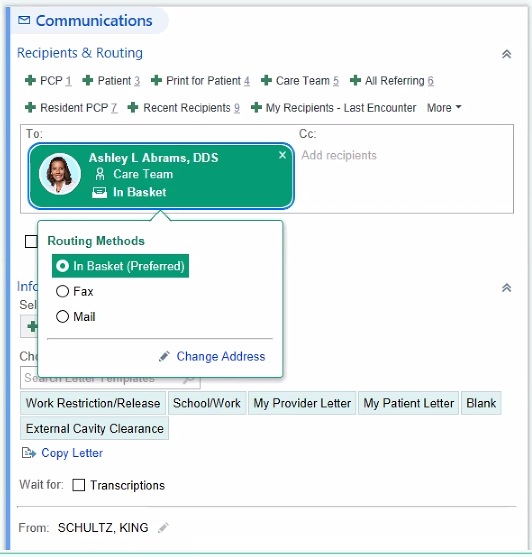 Communications
Recipients & Routing
PCP 1 Patient 3 Print for Patient 4 Care Team 5 All Referring 6
Resident PCP 7 Recent Recipients 9 My Recipients - Last Encounter More
To: Cc:
Ashley L Abrams, DDS x Add recipients
Care Team
In Basket
Routing Methods
In Basket (Preferred)
Info
Fax
Sel
Mail
Change Address
Cho
Search Letter Templates
Work Restriction/Release School/Work My Provider Letter My Patient Letter Blank
External Cavity Clearance
Copy Letter
Wait for: Transcriptions
From: SCHULTZ, KING